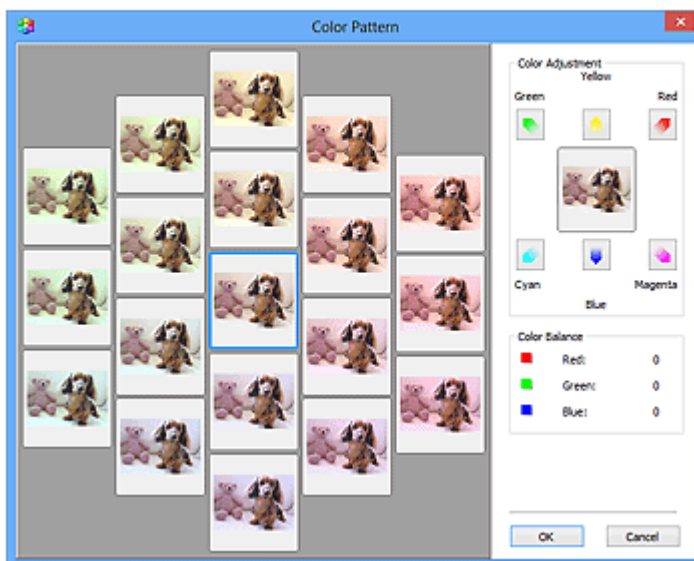 Color Pattern
Color Adjustment
Yellow
Green
Red
Cyan
Magenta
Blue
Color Balance
Red: 0
Green: 0
Blue: 0
OK
Cancel